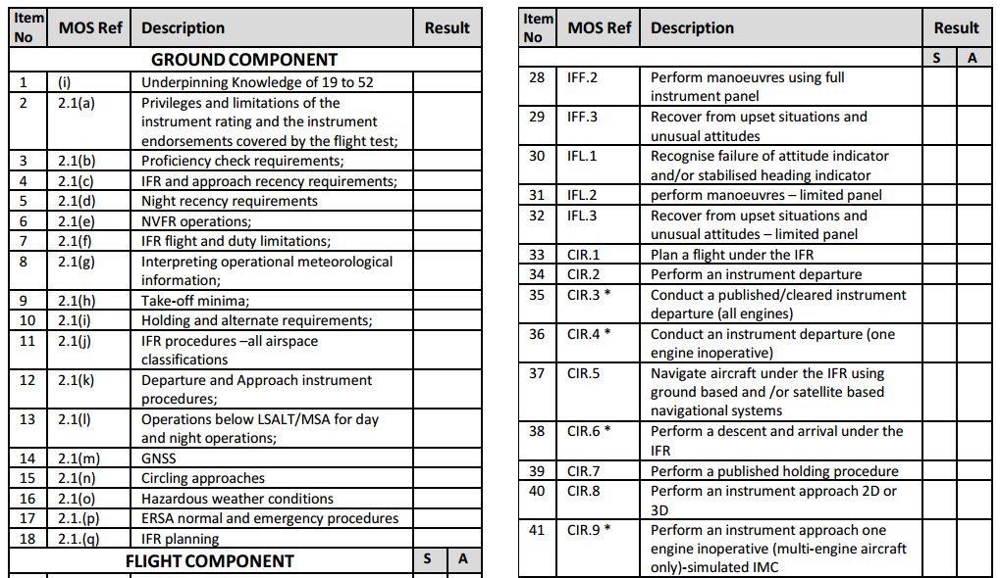 Item No MOS Ref Description Result
GROUND COMPONENT
1 (i) Underpinning Knowledge of 19 to 52
2 2.1(a) Privileges and limitations of the
instrument rating and the instrument
endorsements covered by the flight test;
3 2.1(b) Proficiency check requirements;
4 2.1(c) IFR and approach recency requirements;
5 2.1(d) Night recency requirements
6 2.1(e) NVFR operations;
7 2.1(f) IFR flight and duty limitations;
8 2.1(g) Interpreting operational meteorological
information;
9 2.1(h) Take-off minima;
10 2.1(i) Holding and alternate requirements;
11 2.1(j) IFR procedures –all airspace
classifications
12 2.1(k) Departure and Approach instrument
procedures;
13 2.1(l) Operations below LSALT/MSA for day
and night operations;
14 2.1(m) GNSS
15 2.1(n) Circling approaches
16 2.1(o) Hazardous weather conditions
17 2.1.(p) ERSA normal and emergency procedures
18 2.1.(q) IFR planning
FLIGHT COMPONENT S A
Item No MOS Ref Description Result
S A
28 IFF.2 Perform manoeuvres using full
instrument panel
29 IFF.3 Recover from upset situations and
unusual attitudes
30 IFL.1 Recognise failure of attitude indicator
and/or stabilised heading indicator
31 IFL.2 perform manoeuvres – limited panel
32 IFL.3 Recover from upset situations and
unusual attitudes – limited panel
33 CIR.1 Plan a flight under the IFR
34 CIR.2 Perform an instrument departure
35 CIR.3 * Conduct a published/cleared instrument
departure (all engines)
36 CIR.4 * Conduct an instrument departure (one
engine inoperative)
37 CIR.5 Navigate aircraft under the IFR using
ground based and /or satellite based
navigational systems
38 CIR.6 * Perform a descent and arrival under the
IFR
39 CIR.7 Perform a published holding procedure
40 CIR.8 Perform an instrument approach 2D or
3D
41 CIR.9 * Perform an instrument approach one
engine inoperative (multi-engine aircraft
only)-simulated IMC